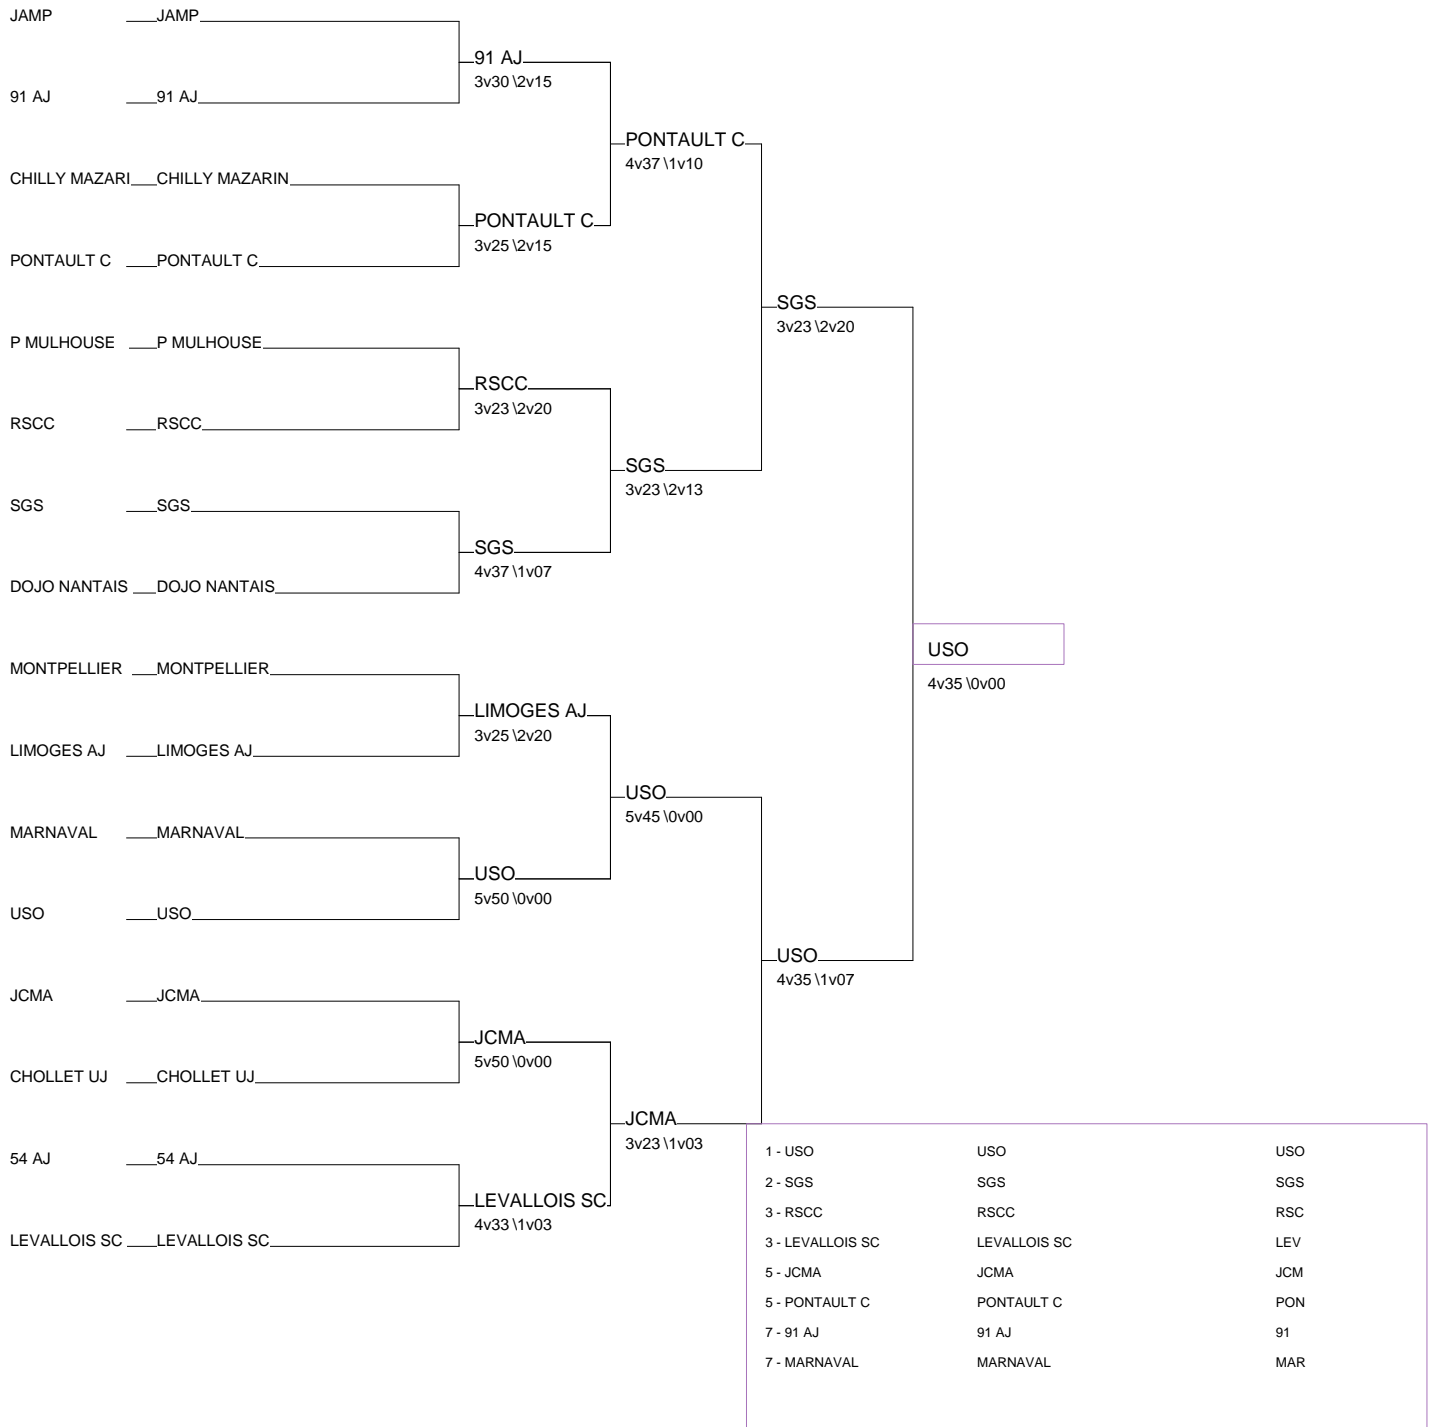 JAMP JAMP
91 AJ
3v30 \2v15
91 AJ 91 AJ
PONTAULT C
4v37 \1v10
CHILLY MAZARI CHILLY MAZARIN
PONTAULT C
3v25 \2v15
PONTAULT C PONTAULT C
SGS
3v23 \2v20
P MULHOUSE P MULHOUSE
RSCC
3v23 \2v20
RSCC RSCC
SGS
3v23 \2v13
SGS SGS
SGS
4v37 \1v07
DOJO NANTAIS DOJO NANTAIS
USO
4v35 \0v00
MONTPELLIER MONTPELLIER
LIMOGES AJ
3v25 \2v20
LIMOGES AJ LIMOGES AJ
USO
5v45 \0v00
MARNAVAL MARNAVAL
USO
5v50 \0v00
USO USO
USO
4v35 \1v07
JCMA JCMA
JCMA
5v50 \0v00
CHOLLET UJ CHOLLET UJ
JCMA
3v23 \1v03
54 AJ 54 AJ
LEVALLOIS SC
4v33 \1v03
LEVALLOIS SC LEVALLOIS SC
1 - USO USO USO
2 - SGS SGS SGS
3 - RSCC RSCC RSC
3 - LEVALLOIS SC LEVALLOIS SC LEV
5 - JCMA JCMA JCM
5 - PONTAULT C PONTAULT C PON
7 - 91 AJ 91 AJ 91
7 - MARNAVAL MARNAVAL MAR